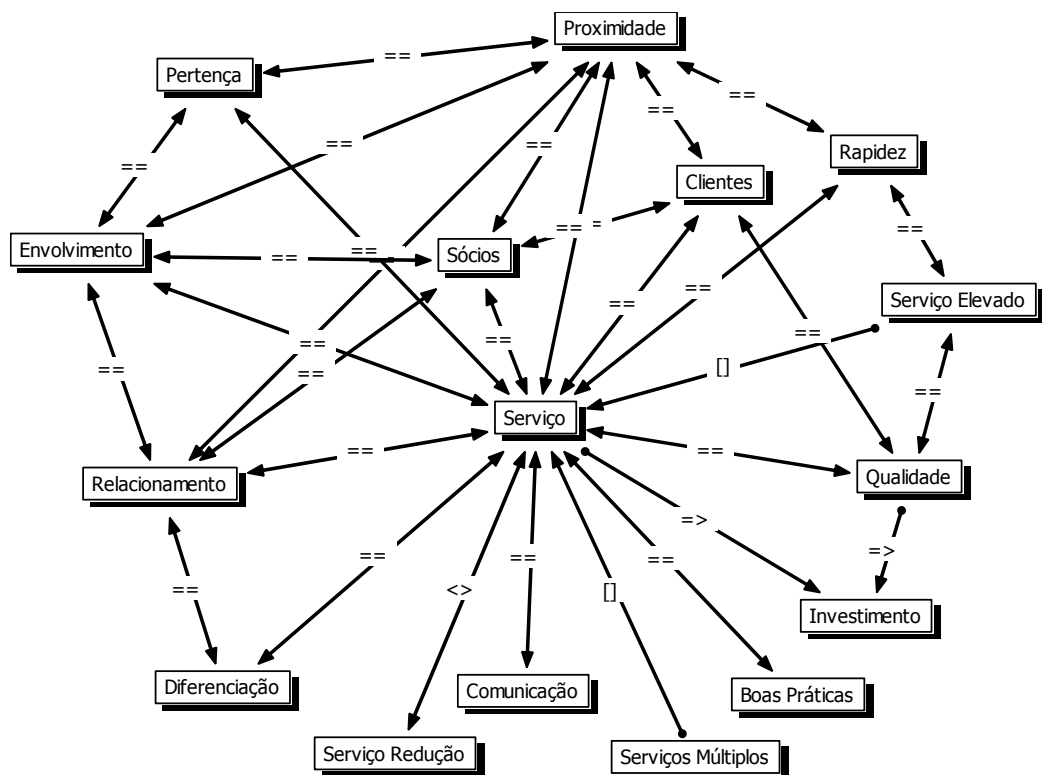 Proximidade
==
Pertença
==
==
Rapidez
==
==
==
Clientes
==
Envolvimento
==
Sócios
== =
==
==
Serviço Elevado
==
==
==
==
==
==
[]
==
==
==
Serviço
==
==
Relacionamento
Qualidade
=>
==
==
==
[]
=>
==
<>
Investimento
Diferenciação
Comunicação
Boas Práticas
Serviço Redução
Serviços Múltiplos